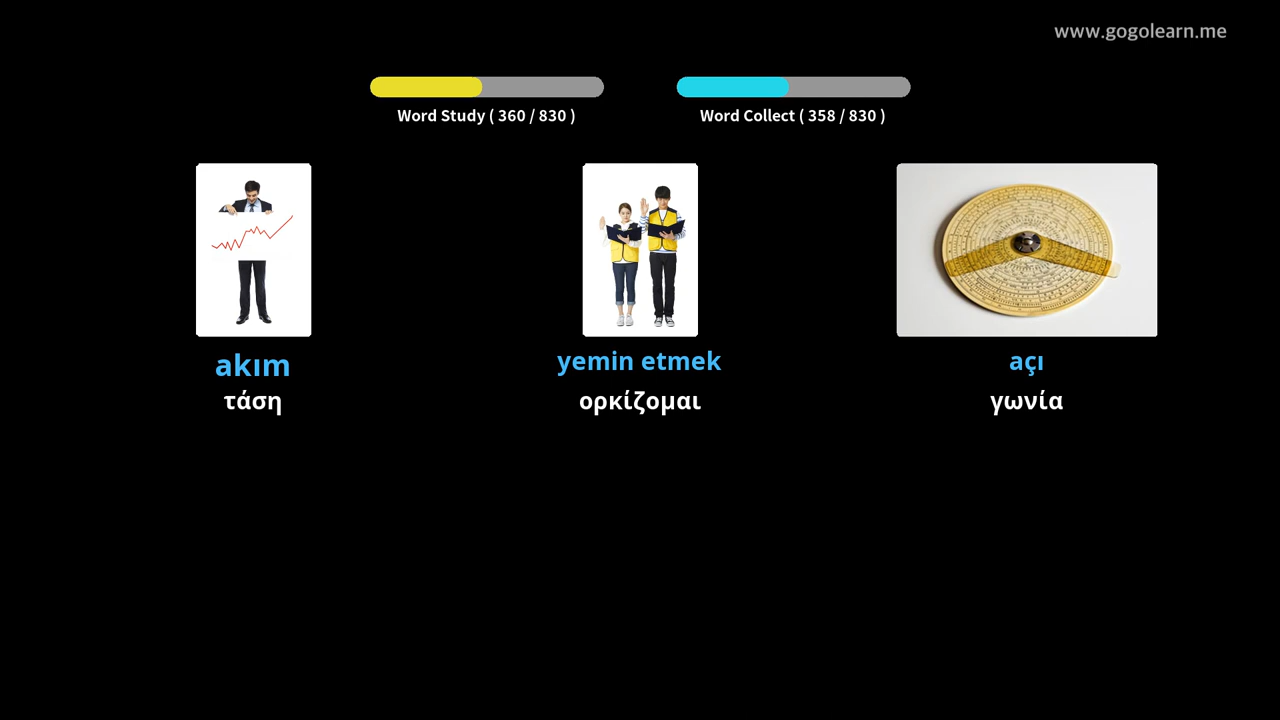 www.gogolearn.me
Word Study ( 360 / 830 )
Word Collect ( 358 / 830 )
akım
yemin etmek
açı
τάση
ορκίζομαι
γωνία